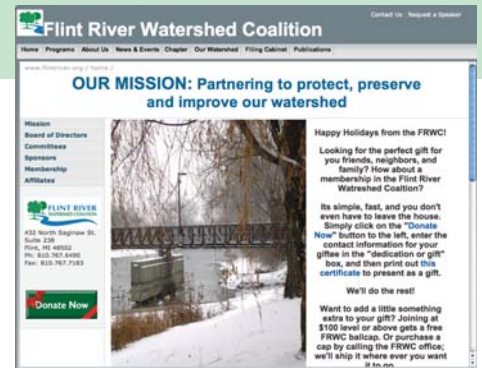 Flint River Watershed Coalition
Contact Us Request a Speaker
Home Programs About Us News & Events Chapter Our Watershed Filing Cabinet Publications
www.flintriver.org / home /
OUR MISSION: Partnering to protect, preserve
and improve our watershed
Mission
Board of Directors
Committees
Sponsors
Membership
Affiliates
FLINT RIVER
WATERSHED COALITION
432 North Saginaw St.
Suite 238
Flint, MI 48502
Ph: 810.767.6490
Fax: 810.767.7183
Donate Now
Happy Holidays from the FRWC!
Looking for the perfect gift for
you friends, neighbors, and
family? How about a
membership in the Flint River
Watreshed Coaltion?
Its simple, fast, and you don't
even have to leave the house.
Simply click on the "Donate
Now" button to the left, enter the
contact information for your
giftee in the "dedication or gift"
box, and then print out this
certificate to present as a gift.
We'll do the rest!
Want to add a little something
extra to your gift? Joining at
$100 level or above gets a free
FRWC ballcap. Or purchase a
cap by calling the FRWC office;
we'll ship it where ever you want
it to go.